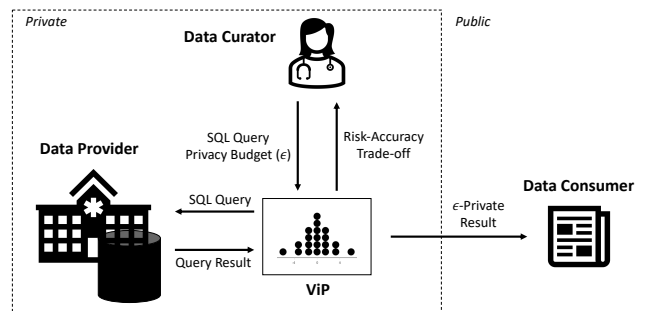 Private
Public
Data Curator
SQL Query
Privacy Budget (ϵ)
Risk-Accuracy
Trade-off
Data Provider
SQL Query
Query Result
ViP
ϵ-Private
Result
Data Consumer